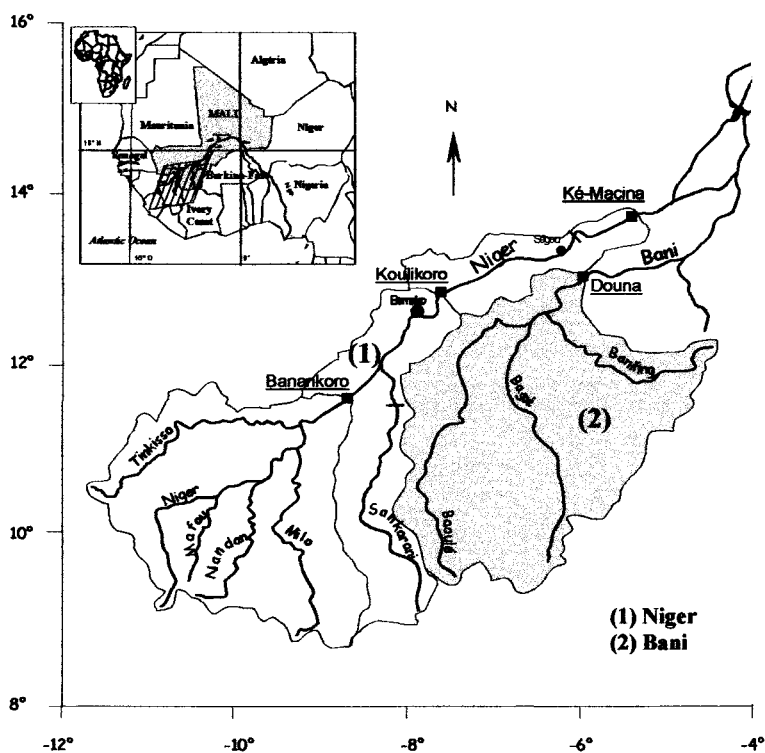 16°
14°
12°
10°
8°
-12°
-10°
-8°
-6°
-4°
Algéria
MALI
Mauritania
Niger
Burkina-Faso
Nigeria
Ivory
Coast
Atlantic Ocean
N
Ké-Macina
Ségou
Niger
Bani
Koulikoro
Bamako
Douna
(1)
Banankoro
Banifing
Bagoé
(2)
Tinkisso
Niger
Mafou
Niandan
Milo
Sankarani
Baoulé
(1) Niger
(2) Bani